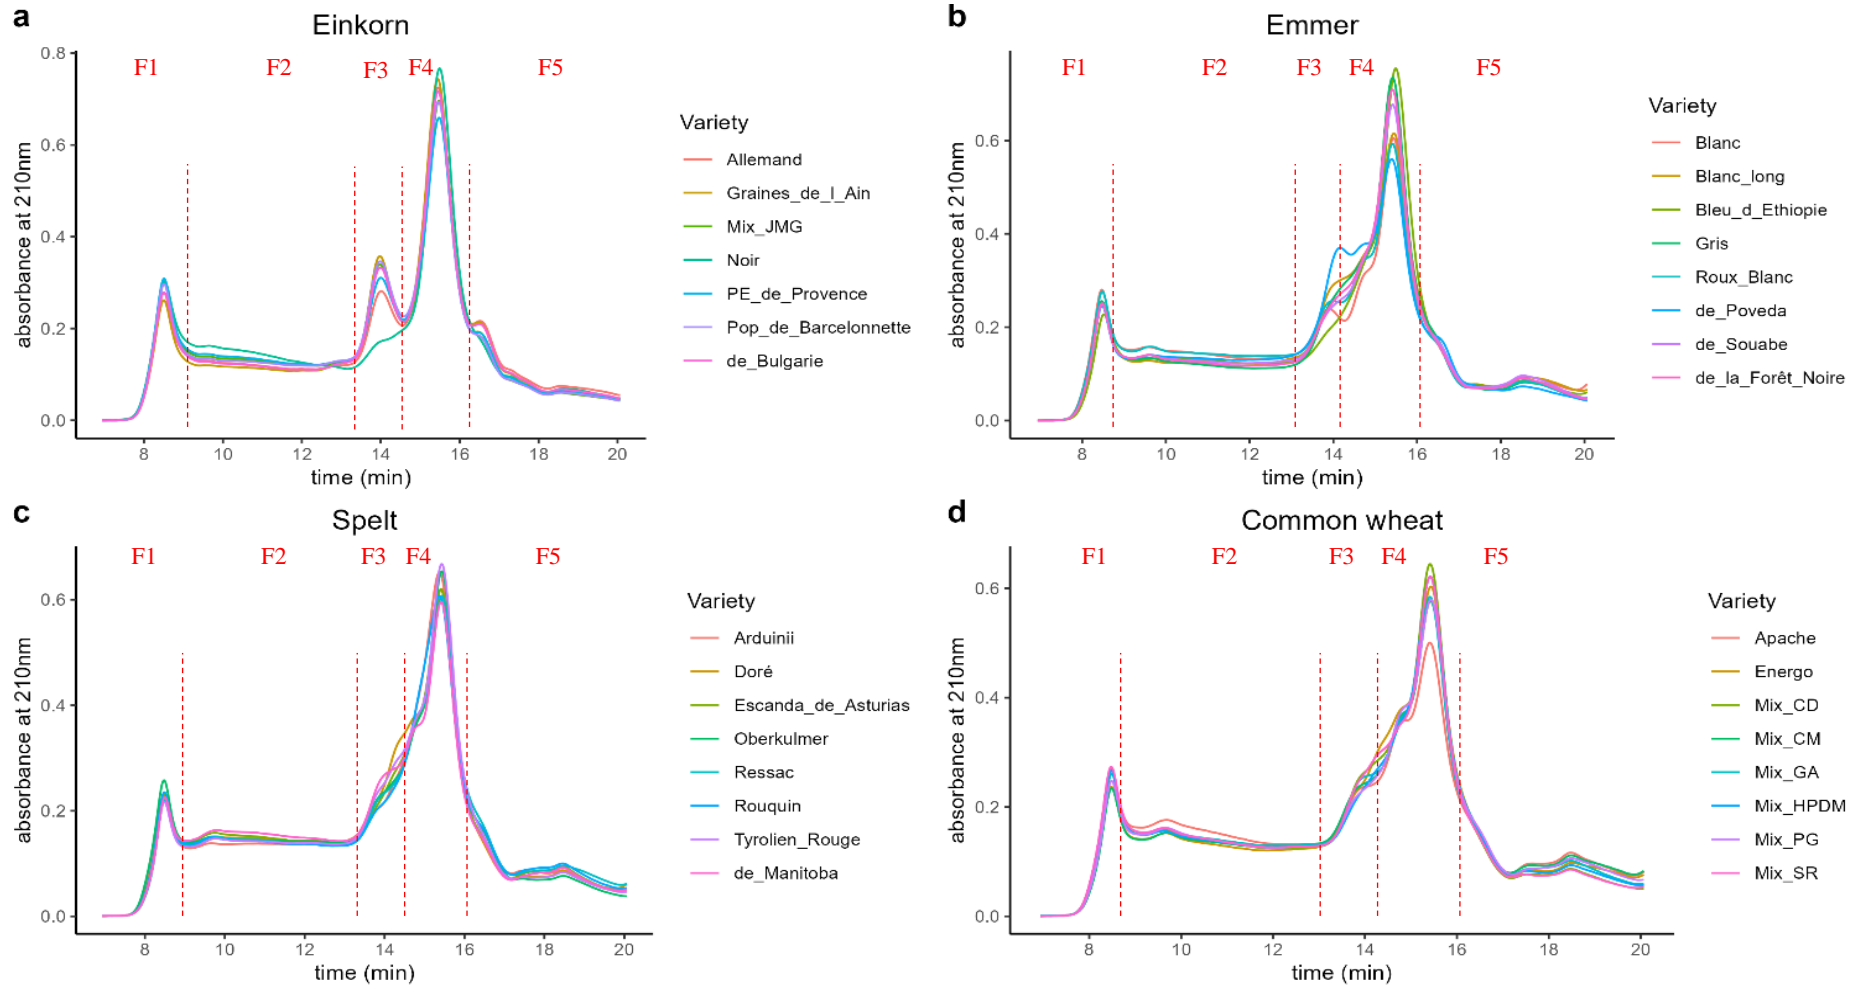 a
Einkorn
F1 F2 F3 F4 F5
absorbance at 210nm
0.8
0.6
0.4
0.2
0.0
8 10 12 14 16 18 20
time (min)
Variety
Allemand
Graines_de_l_Ain
Mix_JMG
Noir
PE_de_Provence
Pop_de_Barcelonnette
de_Bulgarie
b
Emmer
F1 F2 F3 F4 F5
absorbance at 210nm
0.6
0.4
0.2
0.0
8 10 12 14 16 18 20
time (min)
Variety
Blanc
Blanc_long
Bleu_d_Ethiopie
Gris
Roux_Blanc
de_Poveda
de_Souabe
de_la_Forêt_Noire
c
Spelt
F1 F2 F3 F4 F5
absorbance at 210nm
0.6
0.4
0.2
0.0
8 10 12 14 16 18 20
time (min)
Variety
Arduinii
Doré
Escanda_de_Asturias
Oberkulmer
Ressac
Rouquin
Tyrolien_Rouge
de_Manitoba
d
Common wheat
F1 F2 F3 F4 F5
absorbance at 210nm
0.6
0.4
0.2
0.0
8 10 12 14 16 18 20
time (min)
Variety
Apache
Energo
Mix_CD
Mix_CM
Mix_GA
Mix_HPDM
Mix_PG
Mix_SR